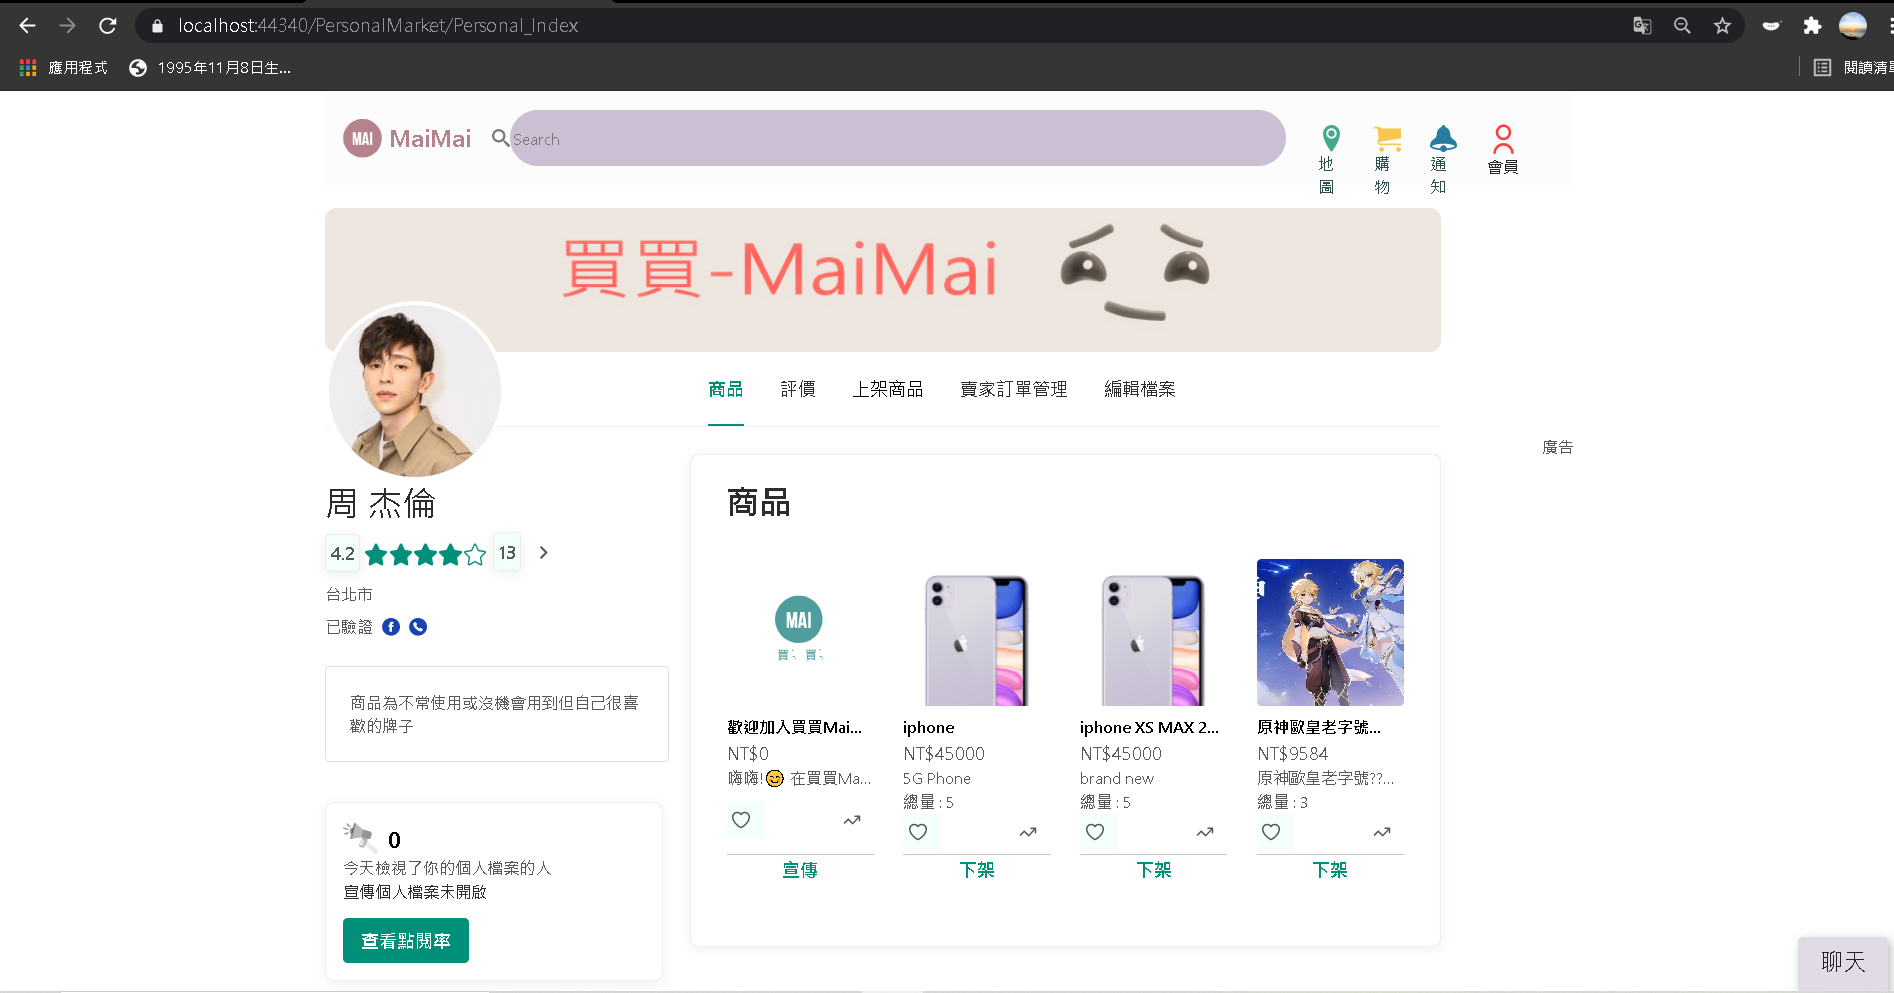 localhost:44340/PersonalMarket/Personal_Index
應用程式
1995年11月8日生...
閱讀清單
MAI MaiMai
Search
地圖
購物
通知
會員
買買-MaiMai
商品
評價
上架商品
賣家訂單管理
編輯檔案
廣告
周 杰倫
4.2
13
台北市
已驗證
商品為不常使用或沒機會用到但自己很喜
歡的牌子
0
今天檢視了你的個人檔案的人
宣傳個人檔案未開啟
查看點閱率
商品
MAI
歡迎加入買買Mai...
NT$0
嗨嗨!😊 在買買Ma...
宣傳
iphone
NT$45000
5G Phone
總量 : 5
下架
iphone XS MAX 2...
NT$45000
brand new
總量 : 5
下架
原神歐皇老字號...
NT$9584
原神歐皇老字號??...
總量 : 3
下架
聊天